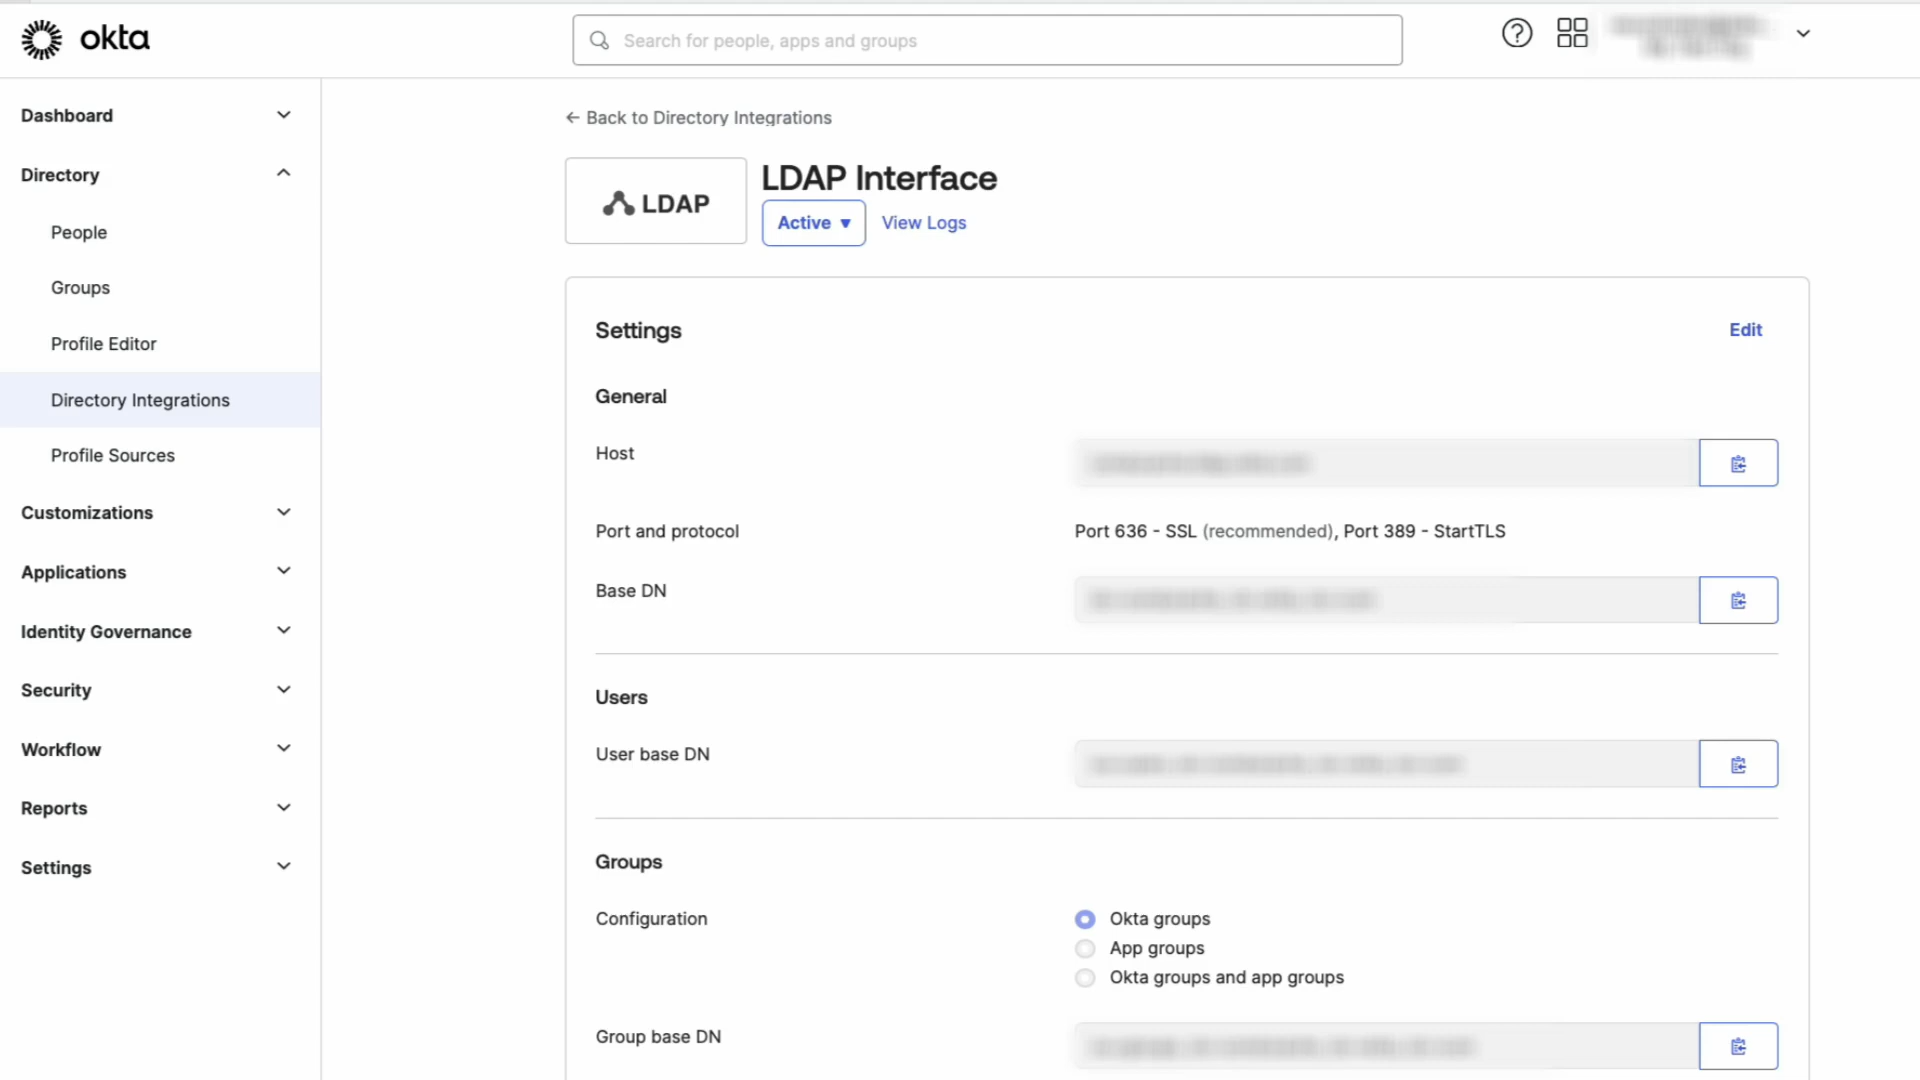 okta
Search for people, apps and groups
Dashboard
Directory
People
Groups
Profile Editor
Directory Integrations
Profile Sources
Customizations
Applications
Identity Governance
Security
Workflow
Reports
Settings
← Back to Directory Integrations
LDAP
LDAP Interface
Active ▼ View Logs
Settings
Edit
General
Host
Port and protocol
Port 636 - SSL (recommended), Port 389 - StartTLS
Base DN
Users
User base DN
Groups
Configuration
Okta groups
App groups
Okta groups and app groups
Group base DN